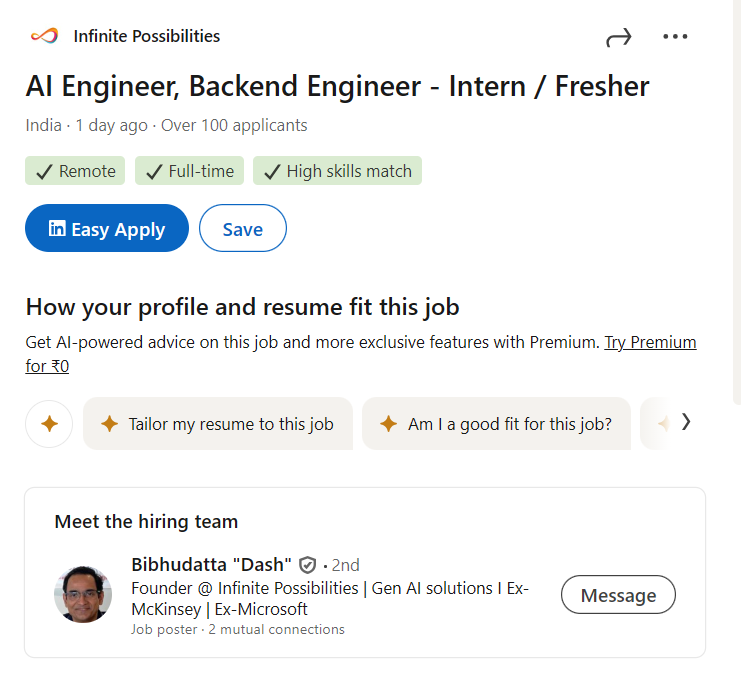 Infinite Possibilities
AI Engineer, Backend Engineer - Intern / Fresher
India · 1 day ago · Over 100 applicants
Remote
Full-time
High skills match
in Easy Apply
Save
How your profile and resume fit this job
Get AI-powered advice on this job and more exclusive features with Premium. Try Premium
for ₹0
Tailor my resume to this job
Am I a good fit for this job?
Meet the hiring team
Bibhudatta "Dash" · 2nd
Founder @ Infinite Possibilities | Gen AI solutions I Ex-
McKinsey | Ex-Microsoft
Job poster · 2 mutual connections
Message